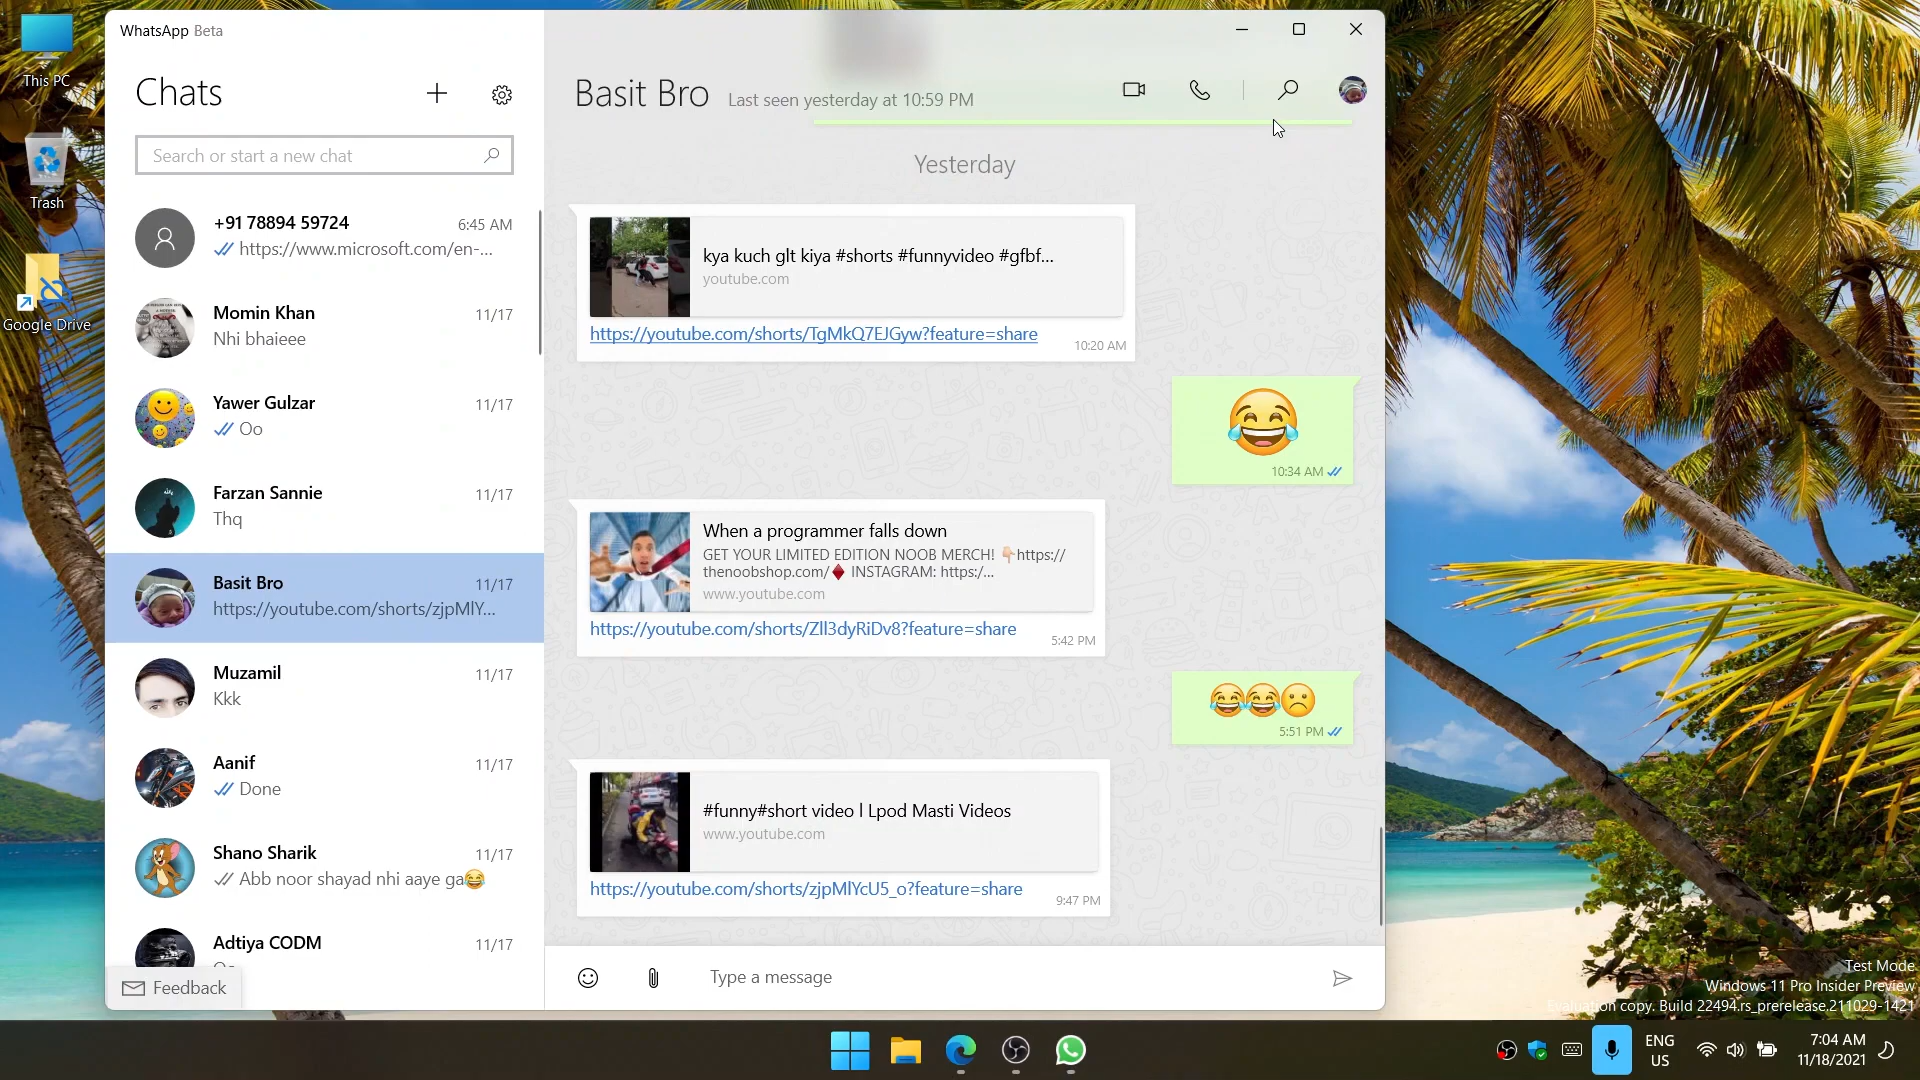 This PC
Trash
Google Drive
WhatsApp Beta
Chats
Search or start a new chat
+91 78894 59724
6:45 AM
https://www.microsoft.com/en-...
Momin Khan
11/17
Nhi bhaieee
Yawer Gulzar
11/17
Oo
Farzan Sannie
11/17
Thq
Basit Bro
11/17
https://youtube.com/shorts/zjpMlY...
Muzamil
11/17
Kkk
Aanif
11/17
Done
Shano Sharik
11/17
Abb noor shayad nhi aaye ga😂
Adtiya CODM
11/17
Feedback
Basit Bro
Last seen yesterday at 10:59 PM
Yesterday
kya kuch glt kiya #shorts #funnyvideo #gfbf...
youtube.com
https://youtube.com/shorts/TgMkQ7EJGyw?feature=share
10:20 AM
😂
10:34 AM
When a programmer falls down
GET YOUR LIMITED EDITION NOOB MERCH! 👇🏻https://
thenoobshop.com/♦️ INSTAGRAM: https:/...
www.youtube.com
https://youtube.com/shorts/Zll3dyRiDv8?feature=share
5:42 PM
😂😂☹️
5:51 PM
#funny#short video l Lpod Masti Videos
www.youtube.com
https://youtube.com/shorts/zjpMlYcU5_o?feature=share
9:47 PM
Type a message
Test Mode
Windows 11 Pro Insider Preview
Evaluation copy. Build 22494.rs_prerelease.211029-1421
ENG
US
7:04 AM
11/18/2021